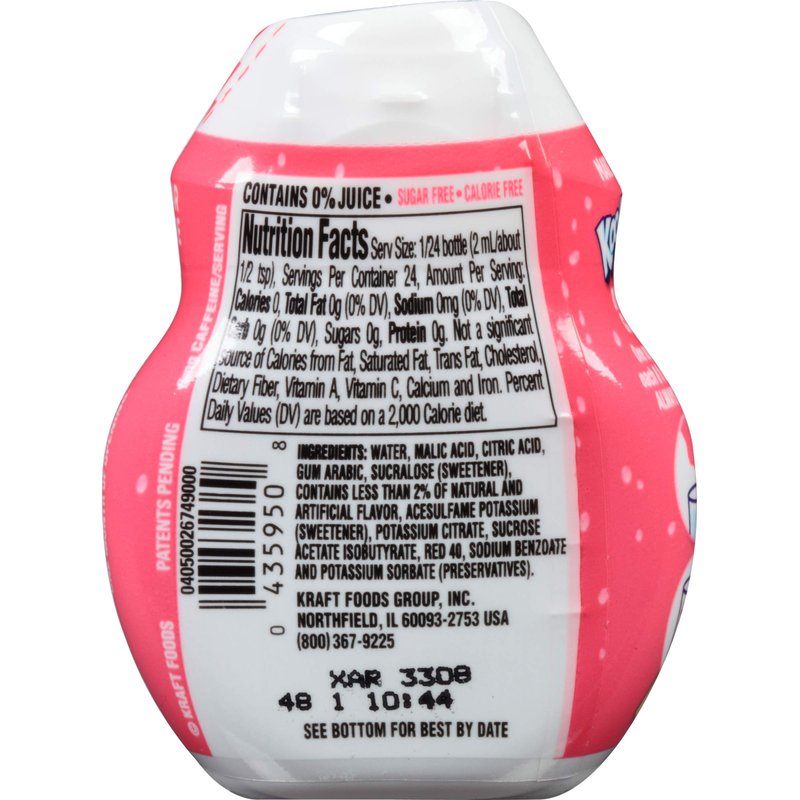 CONTAINS 0% JUICE • SUGAR FREE • CALORIE FREE
Nutrition Facts Serv Size: 1/24 bottle (2 mL/about
1/2 tsp), Servings Per Container 24, Amount Per Serving:
Calories 0, Total Fat 0g (0% DV), Sodium 0mg (0% DV), Total
Carb 0g (0% DV), Sugars 0g, Protein 0g. Not a significant
source of Calories from Fat, Saturated Fat, Trans Fat, Cholesterol,
Dietary Fiber, Vitamin A, Vitamin C, Calcium and Iron. Percent
Daily Values (DV) are based on a 2,000 Calorie diet.
INGREDIENTS: WATER, MALIC ACID, CITRIC ACID,
GUM ARABIC, SUCRALOSE (SWEETENER),
CONTAINS LESS THAN 2% OF NATURAL AND
ARTIFICIAL FLAVOR, ACESULFAME POTASSIUM
(SWEETENER), POTASSIUM CITRATE, SUCROSE
ACETATE ISOBUTYRATE, RED 40, SODIUM BENZOATE
AND POTASSIUM SORBATE (PRESERVATIVES).
KRAFT FOODS GROUP, INC.
NORTHFIELD, IL 60093-2753 USA
(800) 367-9225
XAR 3308
48 1 10:44
SEE BOTTOM FOR BEST BY DATE
0 435950 8
04050026749000
CAFFEINE/SERVING
PATENTS PENDING
© KRAFT FOODS